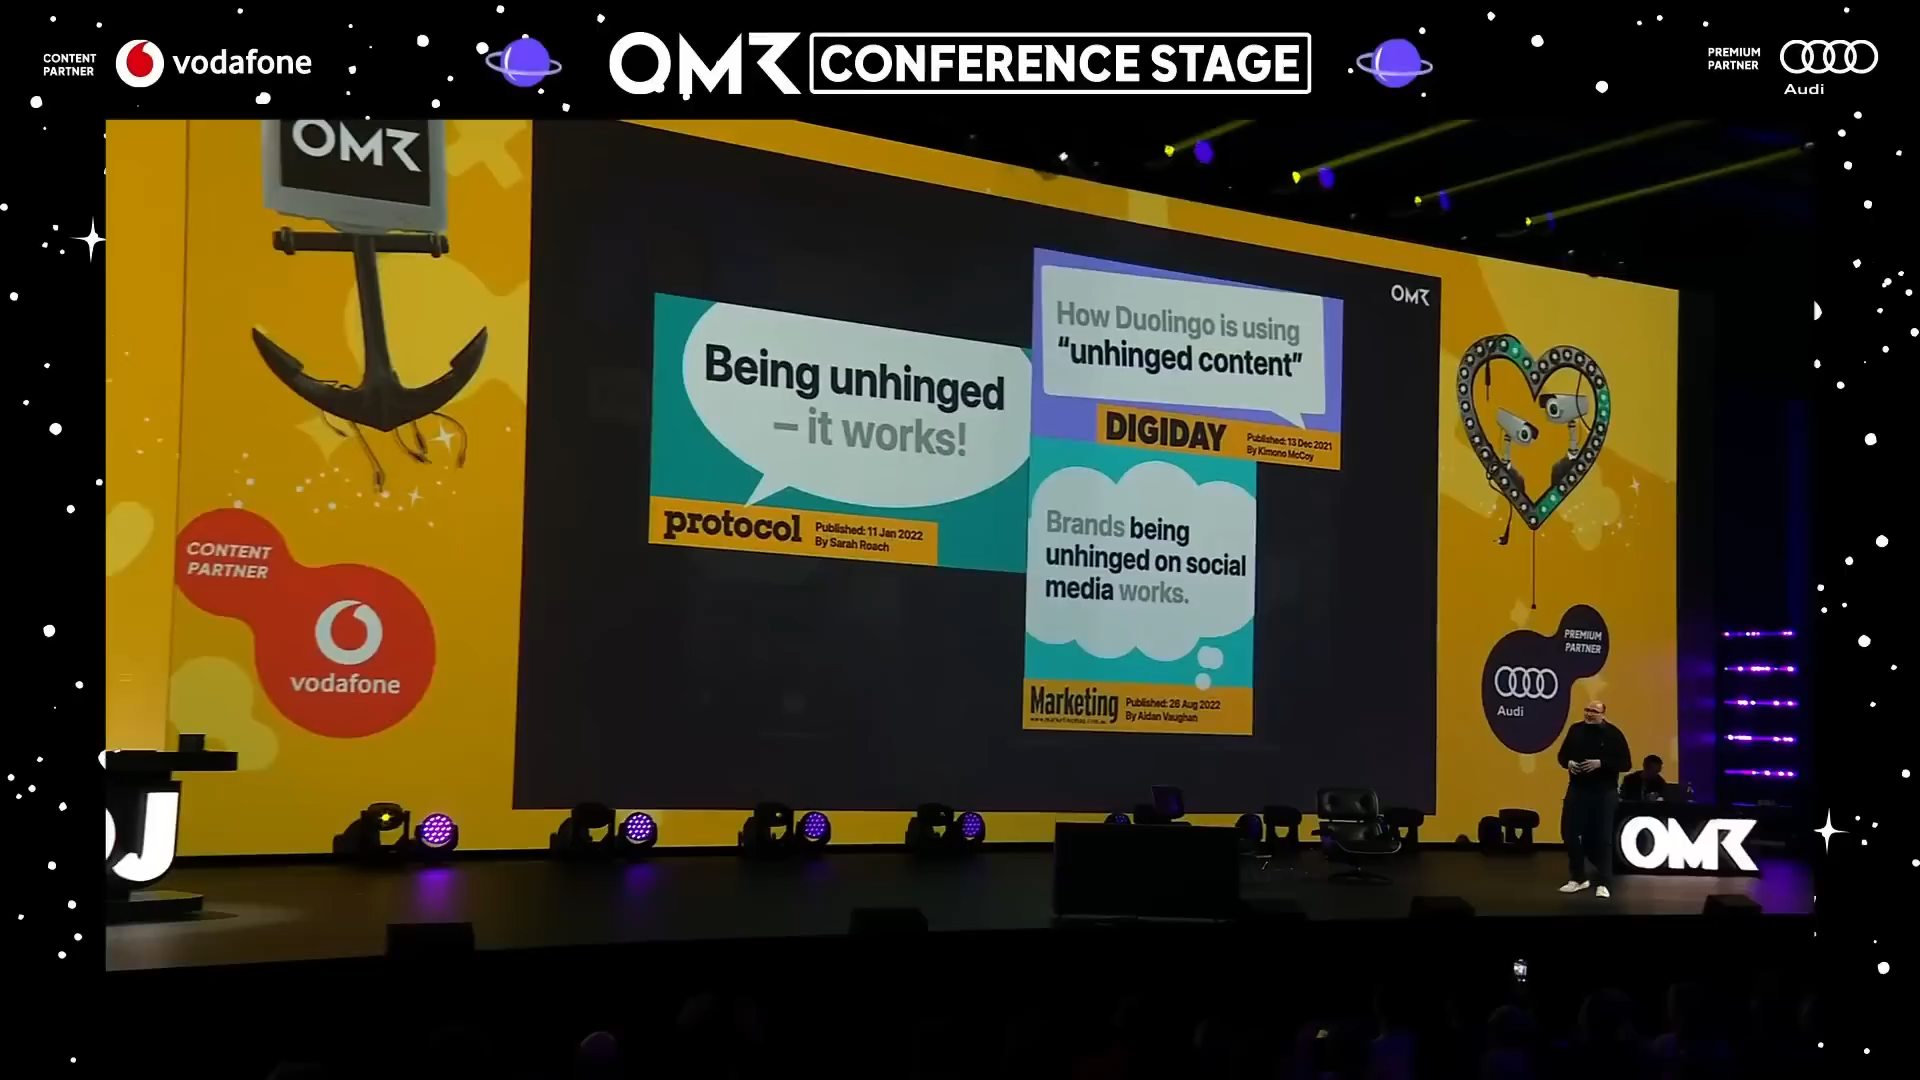 CONTENT
PARTNER
vodafone
OMR CONFERENCE STAGE
PREMIUM
PARTNER
Audi
OMR
OMR
Being unhinged
– it works!
protocol
Published: 11 Jan 2022
By Sarah Roach
How Duolingo is using
“unhinged content”
DIGIDAY
Published: 13 Dec 2021
By Kimono McCoy
Brands being
unhinged on social
media works.
Marketing
Published: 26 Aug 2022
By Aidan Vaughan
CONTENT
PARTNER
vodafone
PREMIUM
PARTNER
Audi
J
OMR